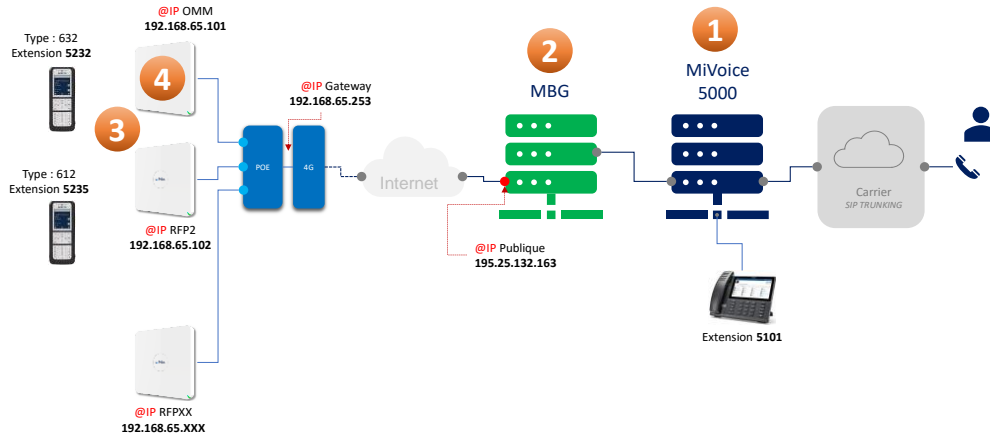 @IP OMM
192.168.65.101
Type : 632
Extension 5232
4
3
@IP Gateway
192.168.65.253
POE
4G
Type : 612
Extension 5235
@IP RFP2
192.168.65.102
@IP RFPXX
192.168.65.XXX
Internet
2
MBG
@IP Publique
195.25.132.163
1
MiVoice
5000
Extension 5101
Carrier
SIP TRUNKING